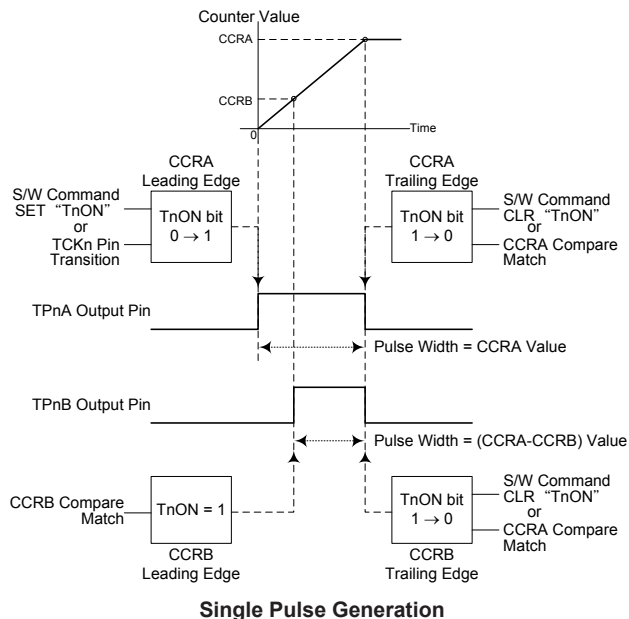 Counter Value
CCRA
CCRB
0
Time
CCRA
Leading Edge
S/W Command
SET “TnON”
or
TCKn Pin
Transition
TnON bit
0 → 1
CCRA
Trailing Edge
TnON bit
1 → 0
S/W Command
CLR “TnON”
or
CCRA Compare
Match
TPnA Output Pin
Pulse Width = CCRA Value
TPnB Output Pin
Pulse Width = (CCRA-CCRB) Value
CCRB Compare
Match
TnON = 1
CCRB
Leading Edge
TnON bit
1 → 0
CCRB
Trailing Edge
S/W Command
CLR “TnON”
or
CCRA Compare
Match
Single Pulse Generation